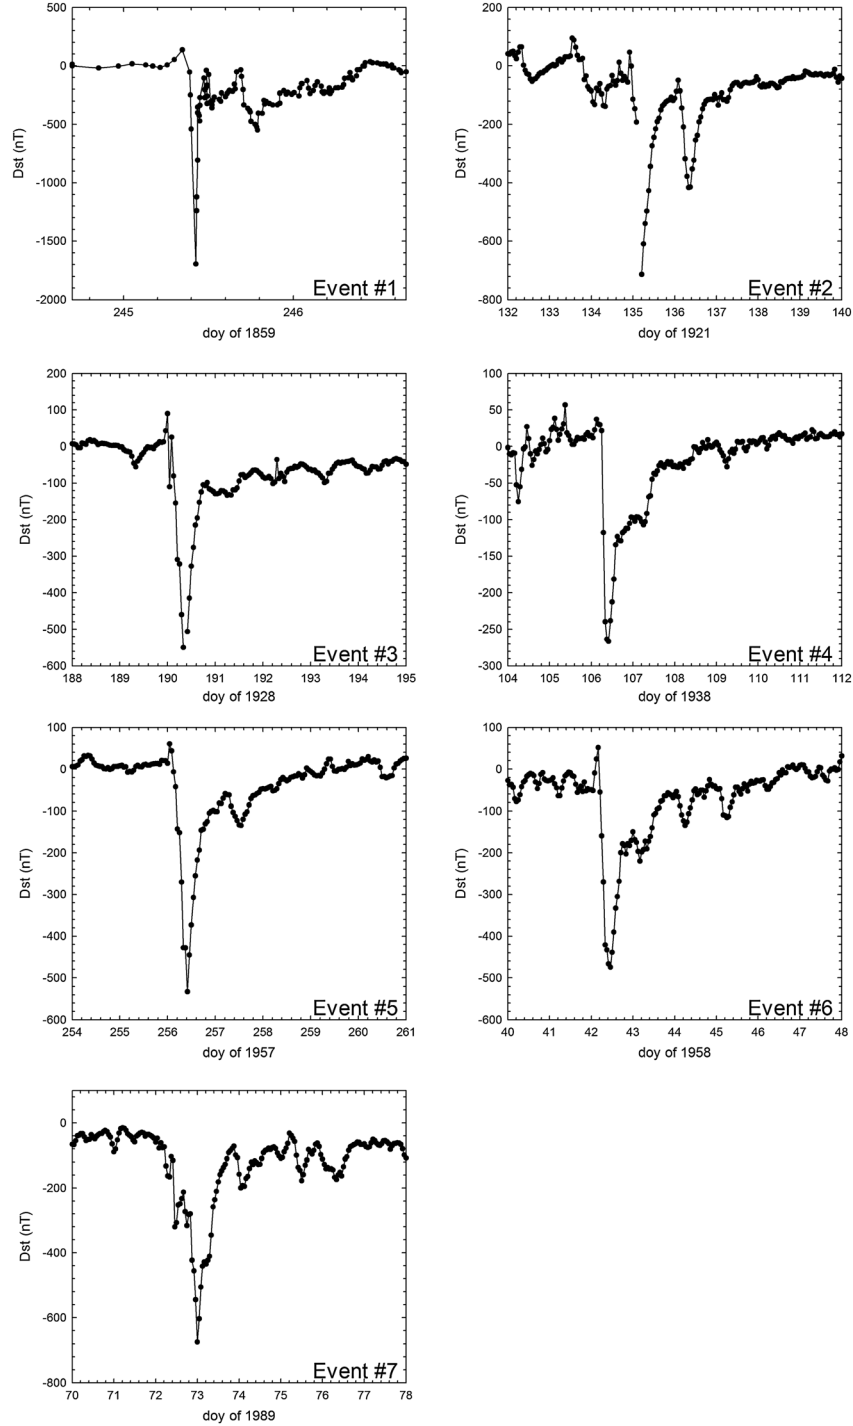 500
0
-500
-1000
-1500
-2000
Dst (nT)
Event #1
245 246
doy of 1859
200
0
-200
-400
-600
-800
Dst (nT)
Event #2
132 133 134 135 136 137 138 139 140
doy of 1921
200
100
0
-100
-200
-300
-400
-500
-600
Dst (nT)
Event #3
188 189 190 191 192 193 194 195
doy of 1928
100
50
0
-50
-100
-150
-200
-250
-300
Dst (nT)
Event #4
104 105 106 107 108 109 110 111 112
doy of 1938
100
0
-100
-200
-300
-400
-500
-600
Dst (nT)
Event #5
254 255 256 257 258 259 260 261
doy of 1957
100
0
-100
-200
-300
-400
-500
-600
Dst (nT)
Event #6
40 41 42 43 44 45 46 47 48
doy of 1958
0
-200
-400
-600
-800
Dst (nT)
Event #7
70 71 72 73 74 75 76 77 78
doy of 1989